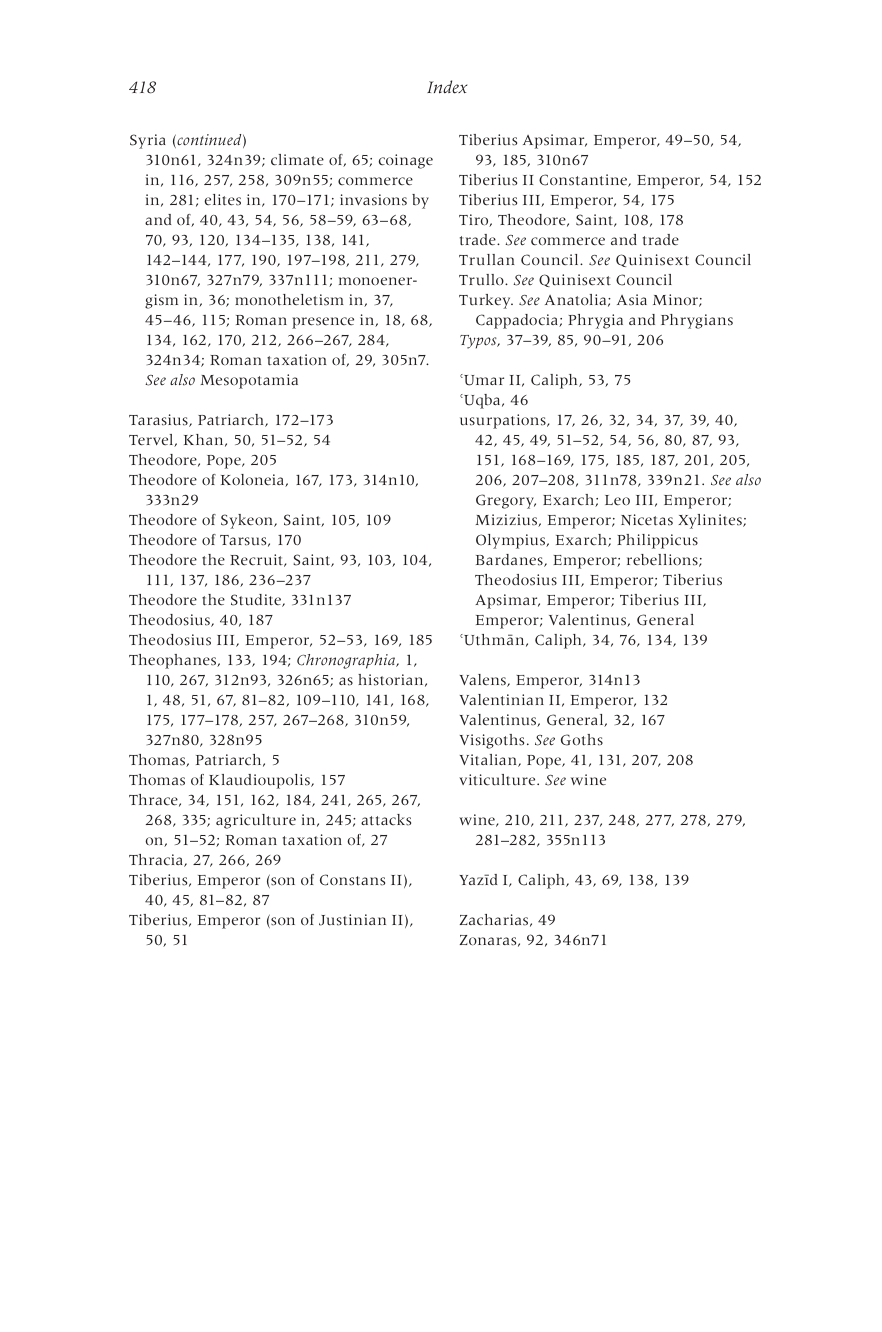 418
Index
Syria (continued)
310n61, 324n39; climate of, 65; coinage
in, 116, 257, 258, 309n55; commerce
in, 281; elites in, 170–171; invasions by
and of, 40, 43, 54, 56, 58–59, 63–68,
70, 93, 120, 134–135, 138, 141,
142–144, 177, 190, 197–198, 211, 279,
310n67, 327n79, 337n111; monoener-
gism in, 36; monotheletism in, 37,
45–46, 115; Roman presence in, 18, 68,
134, 162, 170, 212, 266–267, 284,
324n34; Roman taxation of, 29, 305n7.
See also Mesopotamia
Tarasius, Patriarch, 172–173
Tervel, Khan, 50, 51–52, 54
Theodore, Pope, 205
Theodore of Koloneia, 167, 173, 314n10,
333n29
Theodore of Sykeon, Saint, 105, 109
Theodore of Tarsus, 170
Theodore the Recruit, Saint, 93, 103, 104,
111, 137, 186, 236–237
Theodore the Studite, 331n137
Theodosius, 40, 187
Theodosius III, Emperor, 52–53, 169, 185
Theophanes, 133, 194; Chronographia, 1,
110, 267, 312n93, 326n65; as historian,
1, 48, 51, 67, 81–82, 109–110, 141, 168,
175, 177–178, 257, 267–268, 310n59,
327n80, 328n95
Thomas, Patriarch, 5
Thomas of Klaudioupolis, 157
Thrace, 34, 151, 162, 184, 241, 265, 267,
268, 335; agriculture in, 245; attacks
on, 51–52; Roman taxation of, 27
Thracia, 27, 266, 269
Tiberius, Emperor (son of Constans II),
40, 45, 81–82, 87
Tiberius, Emperor (son of Justinian II),
50, 51
Tiberius Apsimar, Emperor, 49–50, 54,
93, 185, 310n67
Tiberius II Constantine, Emperor, 54, 152
Tiberius III, Emperor, 54, 175
Tiro, Theodore, Saint, 108, 178
trade. See commerce and trade
Trullan Council. See Quinisext Council
Trullo. See Quinisext Council
Turkey. See Anatolia; Asia Minor;
Cappadocia; Phrygia and Phrygians
Typos, 37–39, 85, 90–91, 206
ʿUmar II, Caliph, 53, 75
ʿUqba, 46
usurpations, 17, 26, 32, 34, 37, 39, 40,
42, 45, 49, 51–52, 54, 56, 80, 87, 93,
151, 168–169, 175, 185, 187, 201, 205,
206, 207–208, 311n78, 339n21. See also
Gregory, Exarch; Leo III, Emperor;
Mizizius, Emperor; Nicetas Xylinites;
Olympius, Exarch; Philippicus
Bardanes, Emperor; rebellions;
Theodosius III, Emperor; Tiberius
Apsimar, Emperor; Tiberius III,
Emperor; Valentinus, General
ʿUthmān, Caliph, 34, 76, 134, 139
Valens, Emperor, 314n13
Valentinian II, Emperor, 132
Valentinus, General, 32, 167
Visigoths. See Goths
Vitalian, Pope, 41, 131, 207, 208
viticulture. See wine
wine, 210, 211, 237, 248, 277, 278, 279,
281–282, 355n113
Yazīd I, Caliph, 43, 69, 138, 139
Zacharias, 49
Zonaras, 92, 346n71